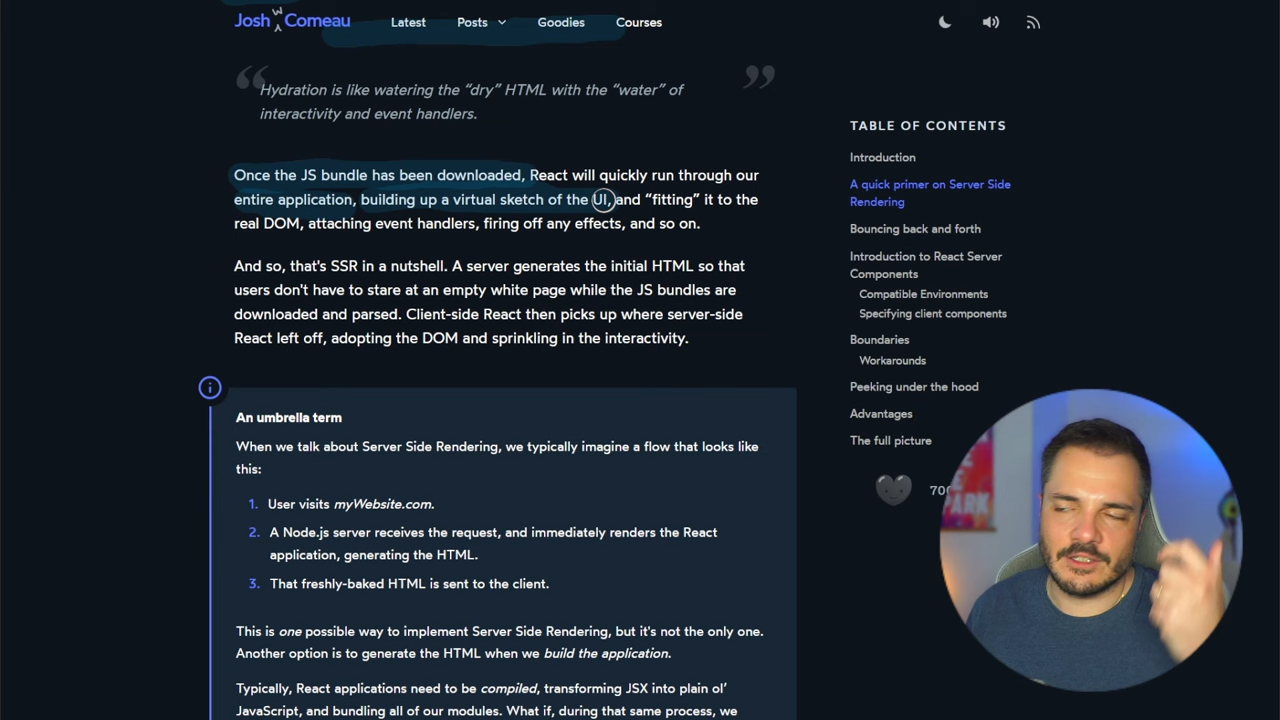 Josh W Comeau
Latest
Posts
Goodies
Courses
“
Hydration is like watering the “dry” HTML with the “water” of
interactivity and event handlers.
”
Once the JS bundle has been downloaded, React will quickly run through our
entire application, building up a virtual sketch of the UI, and “fitting” it to the
real DOM, attaching event handlers, firing off any effects, and so on.
And so, that's SSR in a nutshell. A server generates the initial HTML so that
users don't have to stare at an empty white page while the JS bundles are
downloaded and parsed. Client-side React then picks up where server-side
React left off, adopting the DOM and sprinkling in the interactivity.
An umbrella term
When we talk about Server Side Rendering, we typically imagine a flow that looks like
this:
1. User visits myWebsite.com.
2. A Node.js server receives the request, and immediately renders the React
application, generating the HTML.
3. That freshly-baked HTML is sent to the client.
This is one possible way to implement Server Side Rendering, but it's not the only one.
Another option is to generate the HTML when we build the application.
Typically, React applications need to be compiled, transforming JSX into plain ol’
JavaScript, and bundling all of our modules. What if, during that same process, we
TABLE OF CONTENTS
Introduction
A quick primer on Server Side
Rendering
Bouncing back and forth
Introduction to React Server
Components
Compatible Environments
Specifying client components
Boundaries
Workarounds
Peeking under the hood
Advantages
The full picture